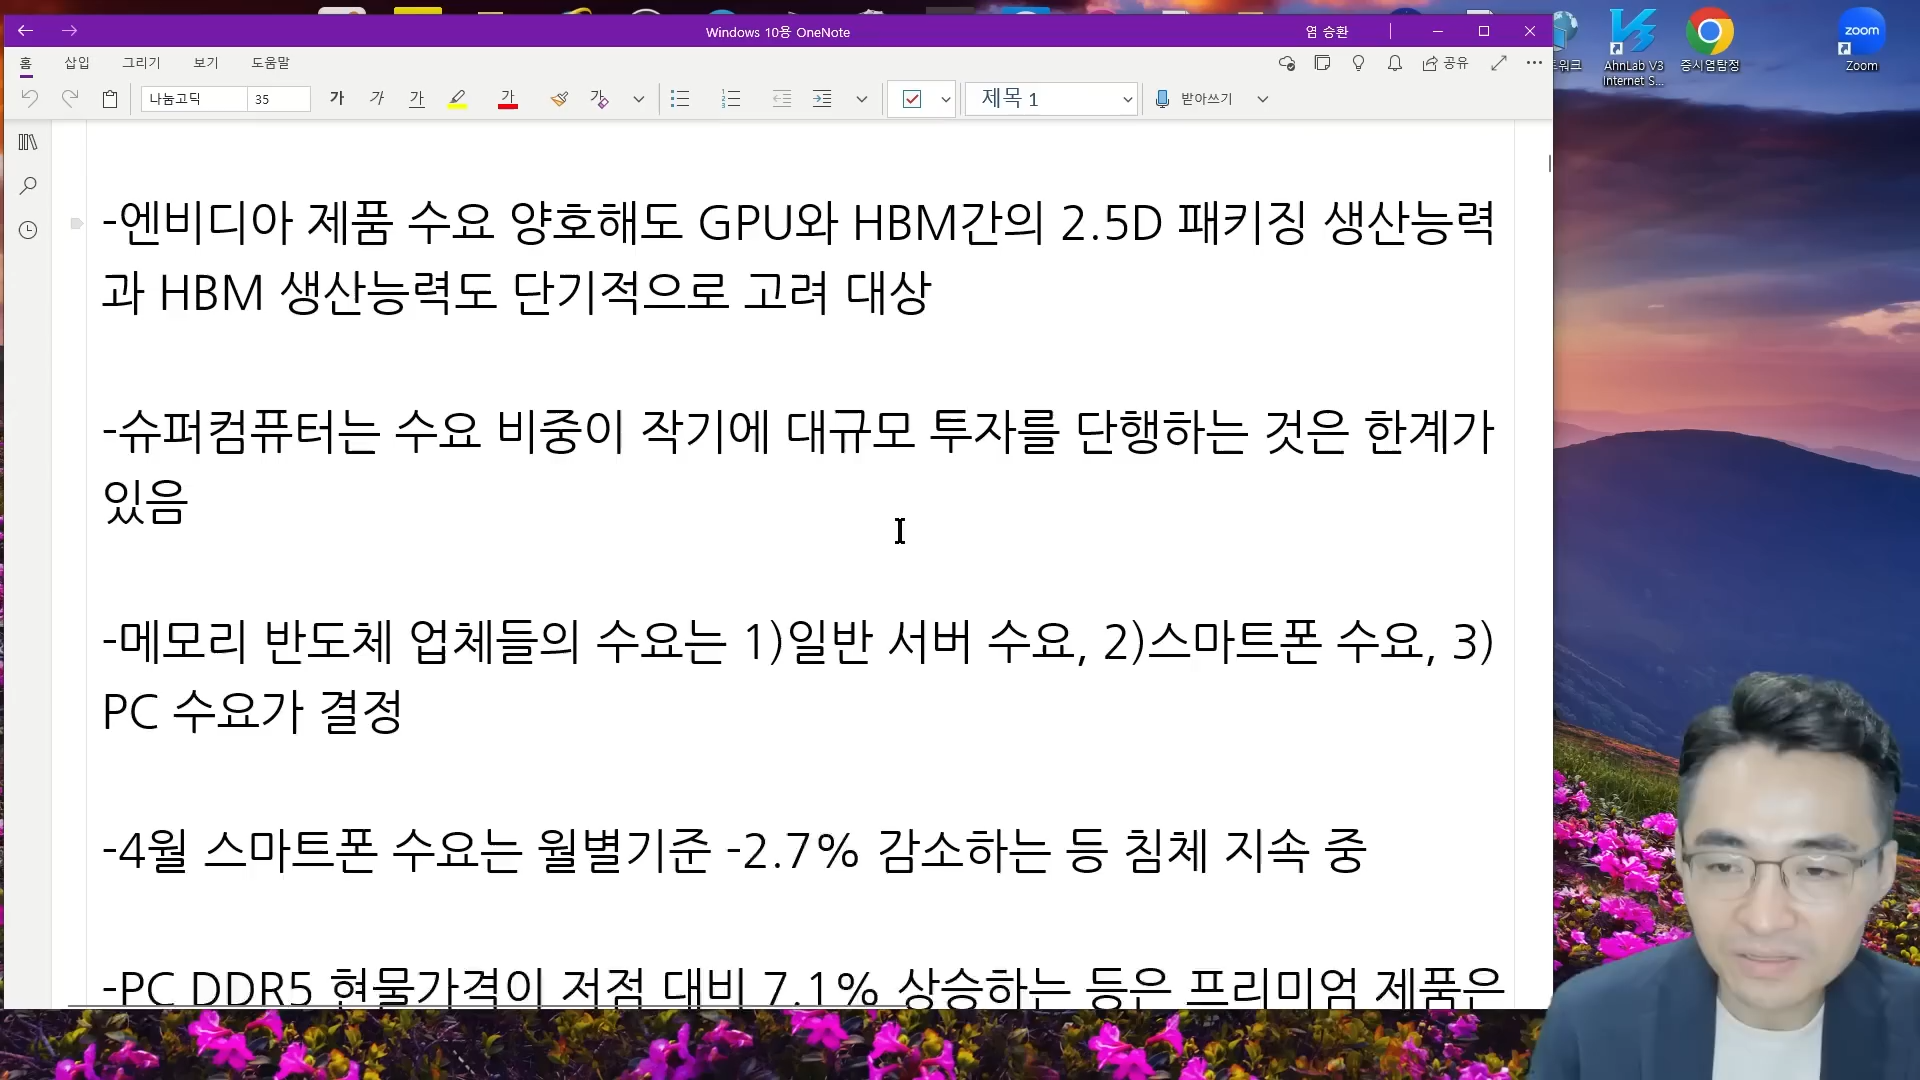 Windows 10용 OneNote
염 승환
홈 삽입 그리기 보기 도움말
공유
나눔고딕 35 가 가 가 가 가 제목 1 받아쓰기
-엔비디아 제품 수요 양호해도 GPU와 HBM간의 2.5D 패키징 생산능력
과 HBM 생산능력도 단기적으로 고려 대상
-슈퍼컴퓨터는 수요 비중이 작기에 대규모 투자를 단행하는 것은 한계가
있음
-메모리 반도체 업체들의 수요는 1)일반 서버 수요, 2)스마트폰 수요, 3)
PC 수요가 결정
-4월 스마트폰 수요는 월별기준 -2.7% 감소하는 등 침체 지속 중
-PC DDR5 현물가격이 저점 대비 7.1% 상승하는 등은 프리미엄 제품은
AhnLab V3
Internet S...
증시염탐정
zoom
Zoom